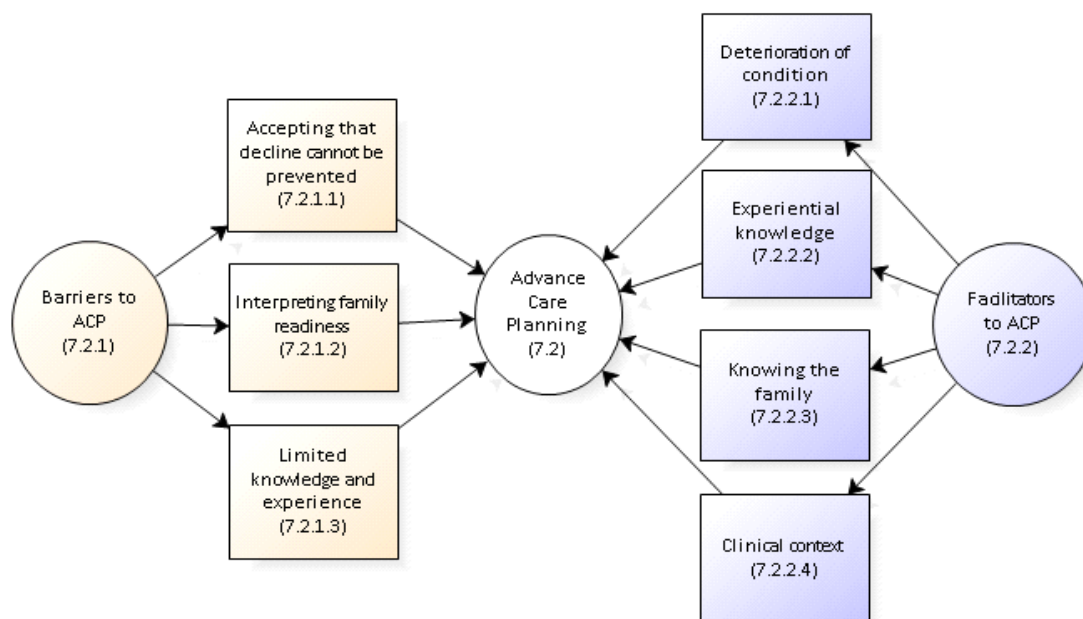 Barriers to
ACP
(7.2.1)
Accepting that
decline cannot be
prevented
(7.2.1.1)
Interpreting family
readiness
(7.2.1.2)
Limited
knowledge and
experience
(7.2.1.3)
Advance
Care
Planning
(7.2)
Deterioration of
condition
(7.2.2.1)
Experiential
knowledge
(7.2.2.2)
Knowing the
family
(7.2.2.3)
Clinical context
(7.2.2.4)
Facilitators
to ACP
(7.2.2)